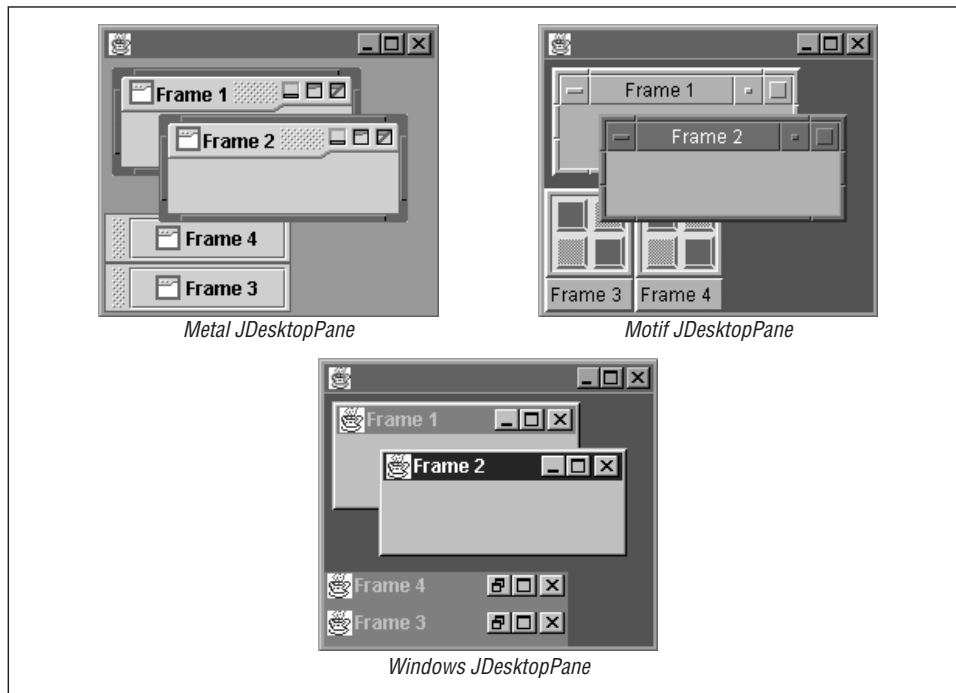 Frame 1
Frame 2
Frame 4
Frame 3
Metal JDesktopPane
Frame 1
Frame 2
Frame 3 Frame 4
Motif JDesktopPane
Frame 1
Frame 2
Frame 4
Frame 3
Windows JDesktopPane